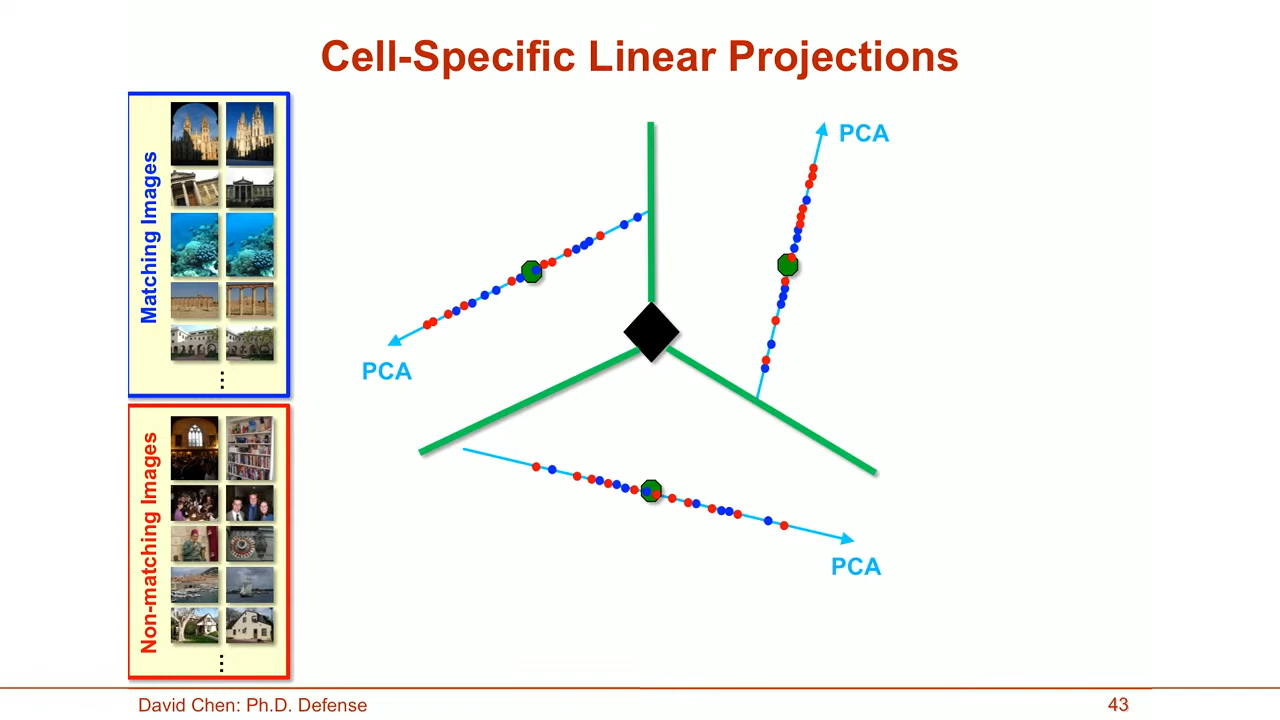 Cell-Specific Linear Projections
Matching Images
...
Non-matching Images
...
PCA
PCA
PCA
David Chen: Ph.D. Defense
43